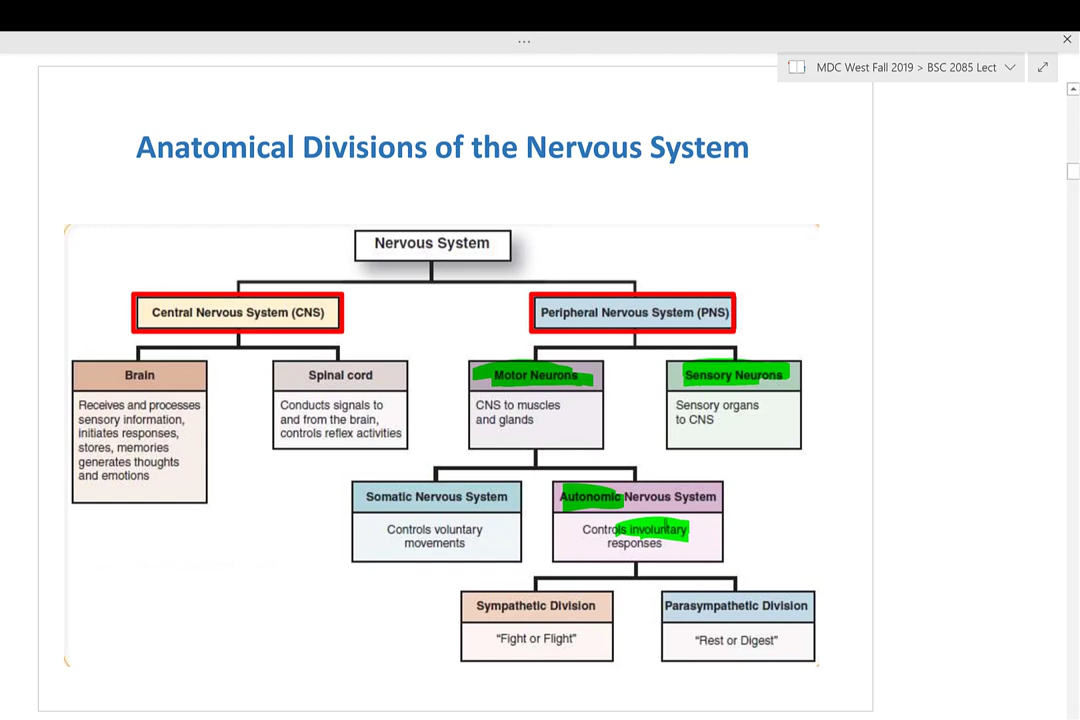 ...
MDC West Fall 2019 > BSC 2085 Lect
Anatomical Divisions of the Nervous System
Nervous System
Central Nervous System (CNS)
Peripheral Nervous System (PNS)
Brain
Receives and processes
sensory information,
initiates responses,
stores, memories
generates thoughts
and emotions
Spinal cord
Conducts signals to
and from the brain,
controls reflex activities
Motor Neurons
CNS to muscles
and glands
Sensory Neurons
Sensory organs
to CNS
Somatic Nervous System
Controls voluntary
movements
Autonomic Nervous System
Controls involuntary
responses
Sympathetic Division
“Fight or Flight”
Parasympathetic Division
“Rest or Digest”